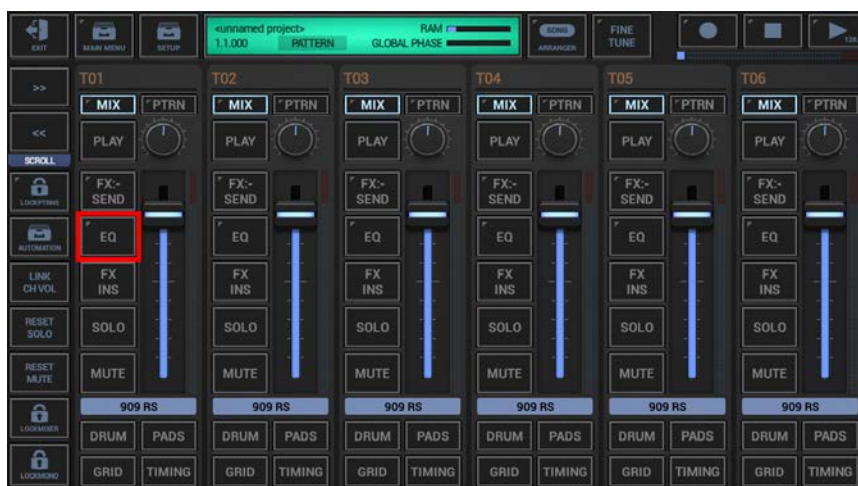 EXIT
MAIN MENU
SETUP
<unnamed project>
RAM
1.1.000
PATTERN
GLOBAL PHASE
SONG
ARRANGER
FINE
TUNE
128
>>
<<
SCROLL
LOCKPTRNS
AUTOMATION
LINK
CH VOL
RESET
SOLO
RESET
MUTE
LOCKMIXER
LOCKMONO
T01 T02 T03 T04 T05 T06
MIX PTRN MIX PTRN MIX PTRN MIX PTRN MIX PTRN MIX PTRN
PLAY PLAY PLAY PLAY PLAY PLAY
FX:- FX:- FX:- FX:- FX:- FX:-
SEND SEND SEND SEND SEND SEND
EQ EQ EQ EQ EQ EQ
FX FX FX FX FX FX
INS INS INS INS INS INS
SOLO SOLO SOLO SOLO SOLO SOLO
MUTE MUTE MUTE MUTE MUTE MUTE
909 RS 909 RS 909 RS 909 RS 909 RS 909 RS
DRUM PADS DRUM PADS DRUM PADS DRUM PADS DRUM PADS DRUM PADS
GRID TIMING GRID TIMING GRID TIMING GRID TIMING GRID TIMING GRID TIMING